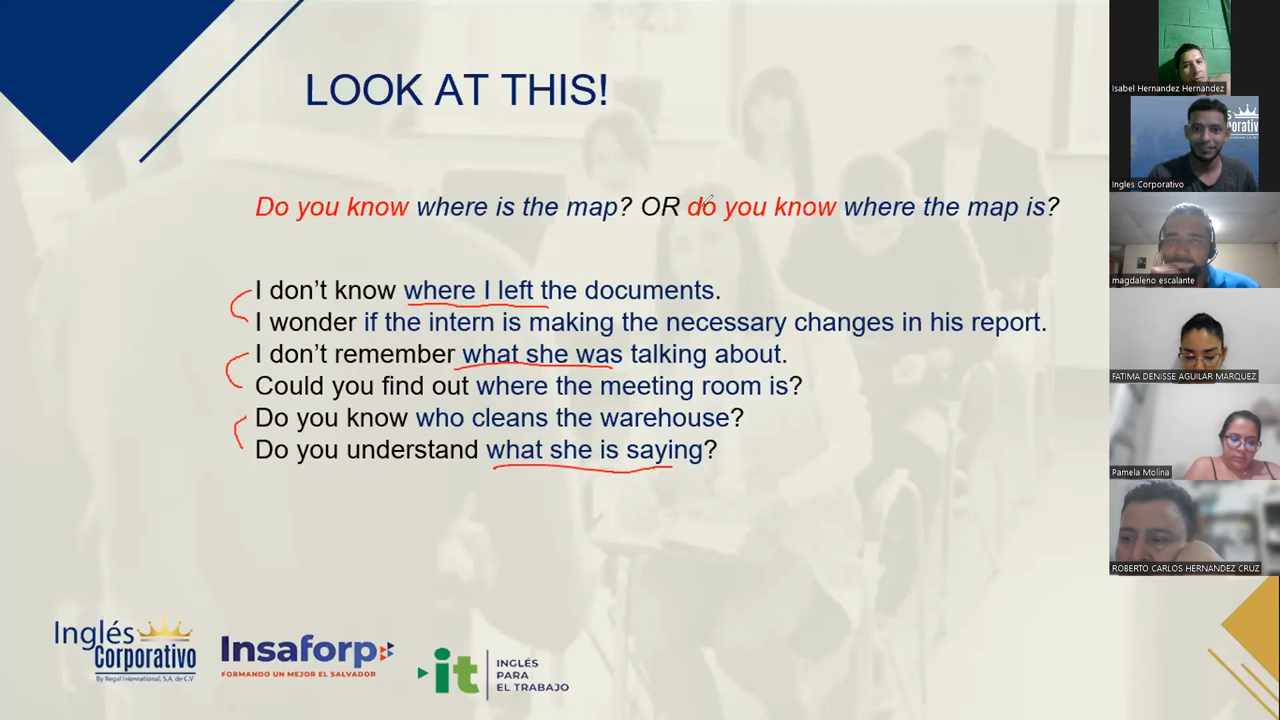 LOOK AT THIS!
Do you know where is the map? OR do you know where the map is?
I don't know where I left the documents.
I wonder if the intern is making the necessary changes in his report.
I don't remember what she was talking about.
Could you find out where the meeting room is?
Do you know who cleans the warehouse?
Do you understand what she is saying?
Inglés
Corporativo
By Regal International, S.A. de C.V
Insaforp
FORMANDO UN MEJOR EL SALVADOR
it
INGLÉS
PARA
EL TRABAJO
Isabel Hernandez Hernandez
Ingles Corporativo
magdaleno escalante
FATIMA DENISSE AGUILAR MARQUEZ
Pamela Molina
ROBERTO CARLOS HERNANDEZ CRUZ